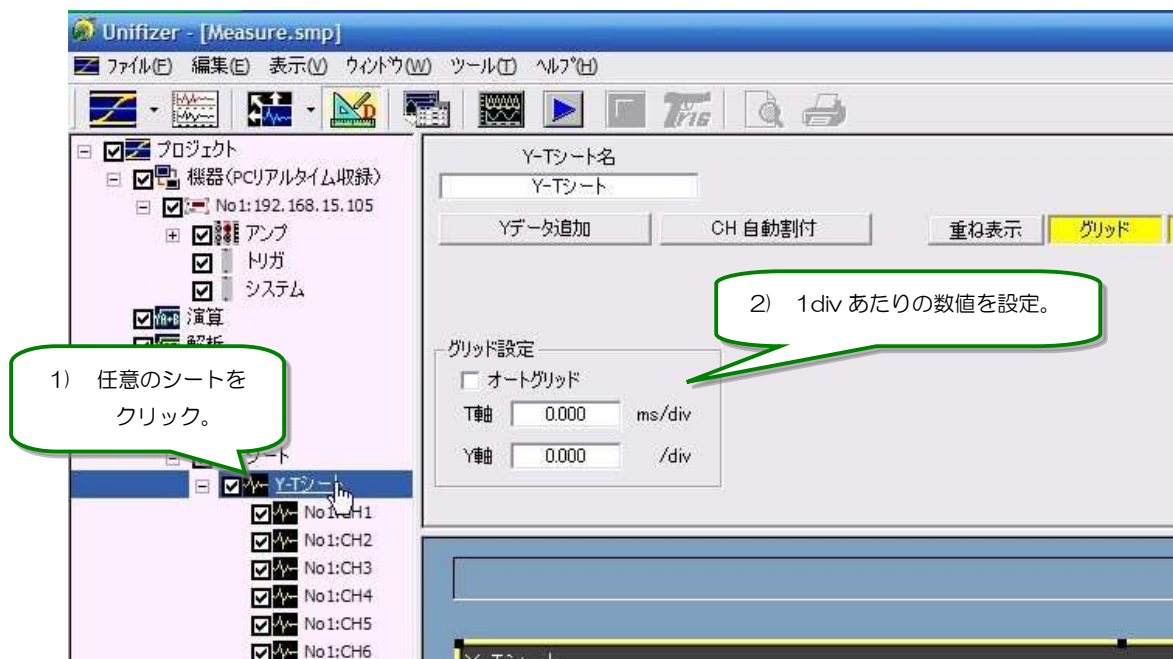 Unifizer - [Measure.smp]
ファイル(F) 編集(E) 表示(V) ウィンドウ(W) ツール(T) ヘルプ(H)
プロジェクト
機器(PCリアルタイム収録)
No1:192.168.15.105
アンプ
トリガ
システム
演算
解析
1) 任意のシートを
クリック。
Y-Tシート
No1:CH1
No1:CH2
No1:CH3
No1:CH4
No1:CH5
No1:CH6
Y-Tシート名
Y-Tシート
Yデータ追加 CH 自動割付 重ね表示 グリッド
2) 1div あたりの数値を設定。
グリッド設定
オートグリッド
T軸 0.000 ms/div
Y軸 0.000 /div
Y-Tシート